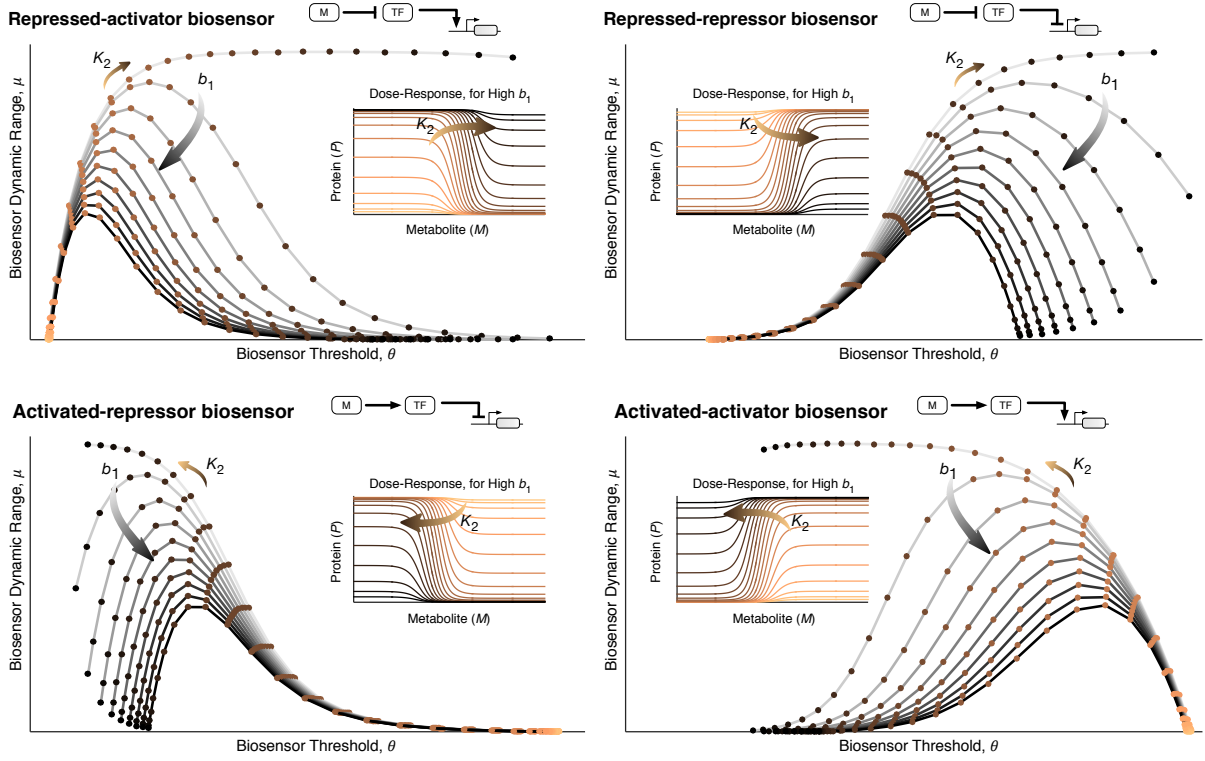 Repressed-activator biosensor
M
TF
Biosensor Dynamic Range, μ
K2
b1
Dose-Response, for High b1
K2
Protein (P)
Metabolite (M)
Biosensor Threshold, θ
Repressed-repressor biosensor
M
TF
Biosensor Dynamic Range, μ
K2
b1
Dose-Response, for High b1
K2
Protein (P)
Metabolite (M)
Biosensor Threshold, θ
Activated-repressor biosensor
M
TF
Biosensor Dynamic Range, μ
b1
K2
Dose-Response, for High b1
K2
Protein (P)
Metabolite (M)
Biosensor Threshold, θ
Activated-activator biosensor
M
TF
Biosensor Dynamic Range, μ
b1
K2
Dose-Response, for High b1
K2
Protein (P)
Metabolite (M)
Biosensor Threshold, θ